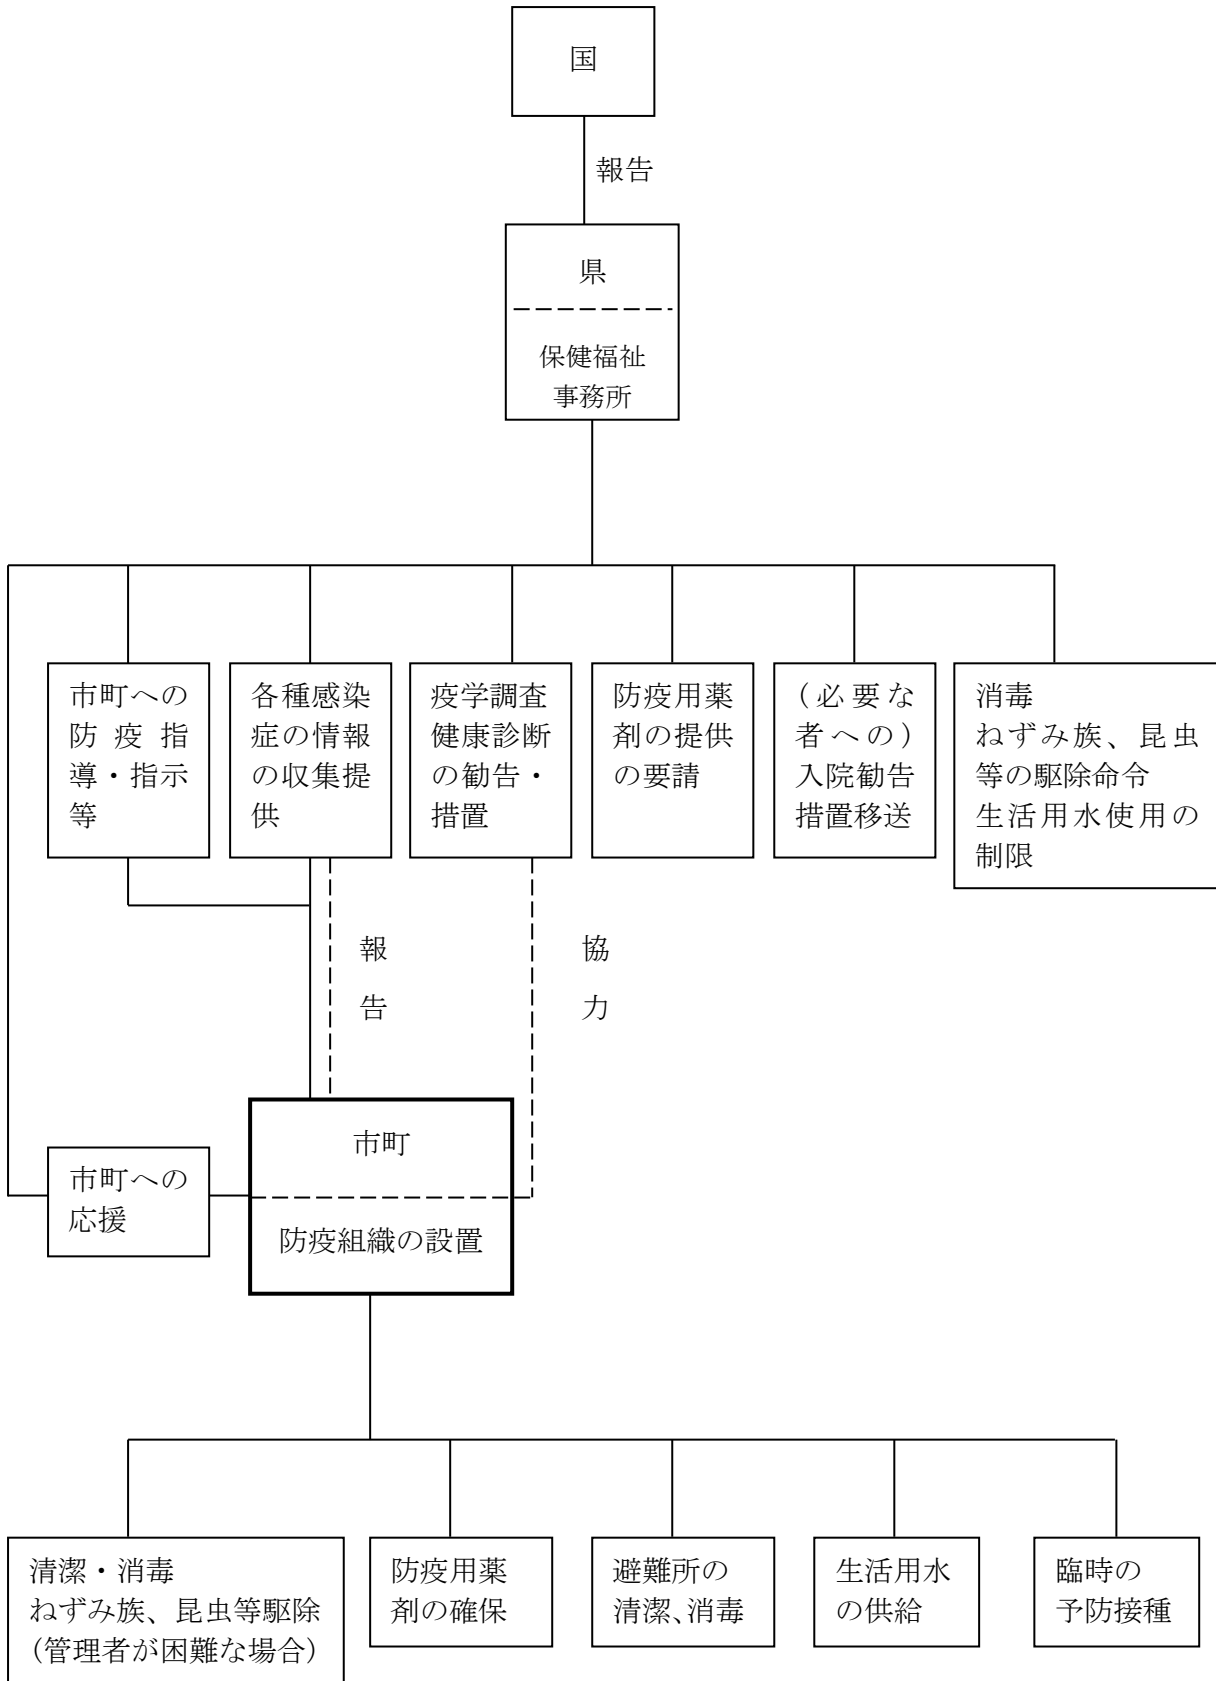 国
報告
県
保健福祉
事務所
市町への
防疫指
導・指示
等
各種感染
症の情報
の収集提
供
疫学調査
健康診断
の勧告・
措置
防疫用薬
剤の提供
の要請
(必要な
者への)
入院勧告
措置移送
消毒
ねずみ族、昆虫
等の駆除命令
生活用水使用の
制限
報
告
協
力
市町
防疫組織の設置
市町への
応援
清潔・消毒
ねずみ族、昆虫等駆除
(管理者が困難な場合)
防疫用薬
剤の確保
避難所の
清潔、消毒
生活用水
の供給
臨時の
予防接種